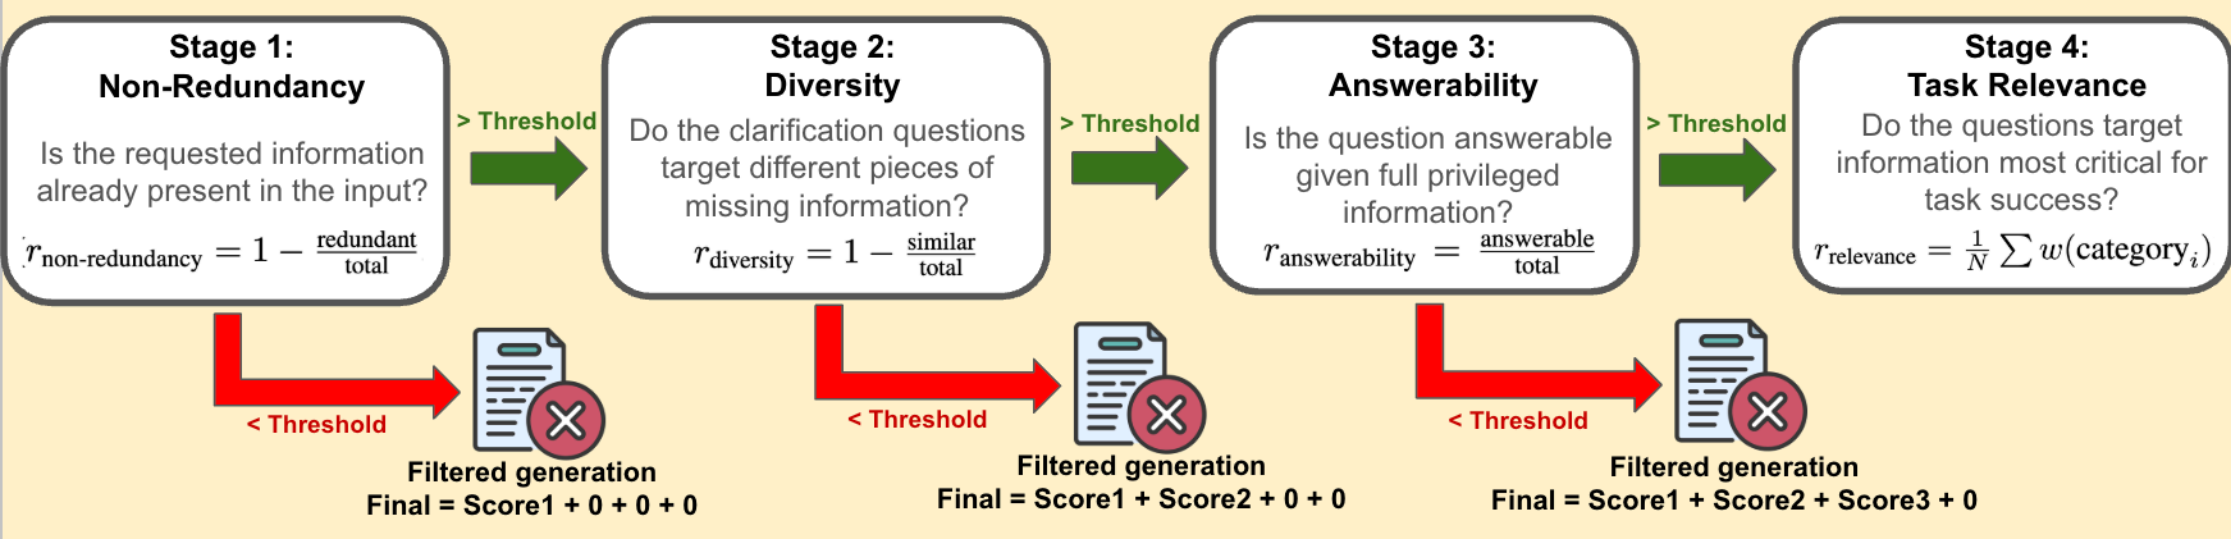 Stage 1:
Non-Redundancy
Is the requested information
already present in the input?
r_non-redundancy = 1 − redundant/total
> Threshold
Stage 2:
Diversity
Do the clarification questions
target different pieces of
missing information?
r_diversity = 1 − similar/total
> Threshold
Stage 3:
Answerability
Is the question answerable
given full privileged
information?
r_answerability = answerable/total
> Threshold
Stage 4:
Task Relevance
Do the questions target
information most critical for
task success?
r_relevance = 1/N ∑ w(category_i)
< Threshold
Filtered generation
Final = Score1 + 0 + 0 + 0
< Threshold
Filtered generation
Final = Score1 + Score2 + 0 + 0
< Threshold
Filtered generation
Final = Score1 + Score2 + Score3 + 0